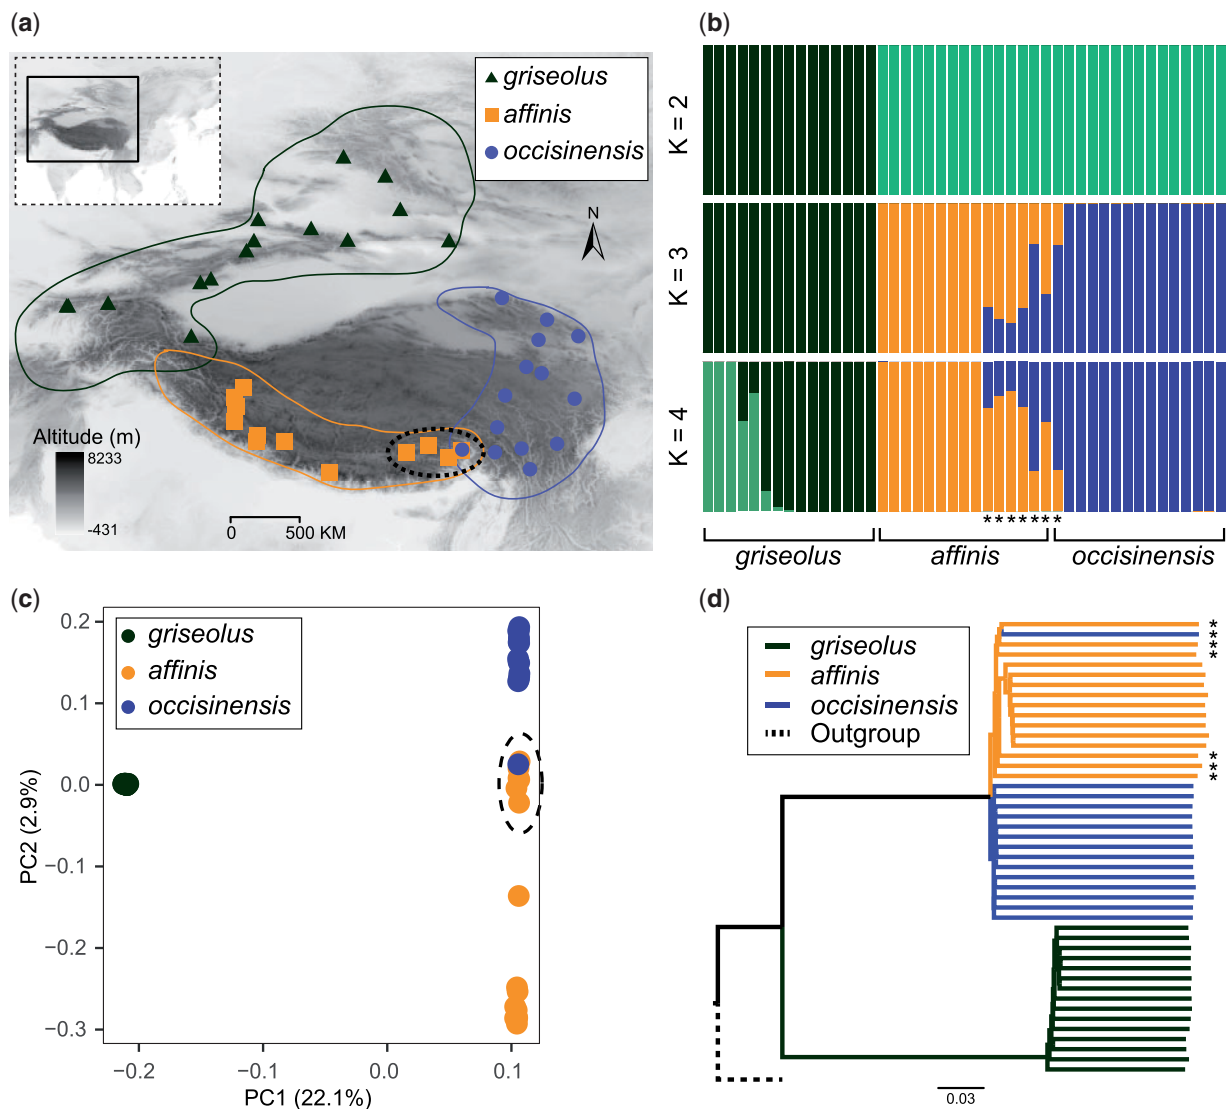 (a)
griseolus
affinis
occisinensis
N
Altitude (m)
8233
-431
0 500 KM
(b)
K = 2
K = 3
K = 4
*******
griseolus affinis occisinensis
(c)
griseolus
affinis
occisinensis
0.2
0.1
0.0
−0.1
−0.2
−0.3
−0.2 −0.1 0.0 0.1
PC2 (2.9%)
PC1 (22.1%)
(d)
griseolus
affinis
occisinensis
Outgroup
*
*
*
*
*
*
*
0.03